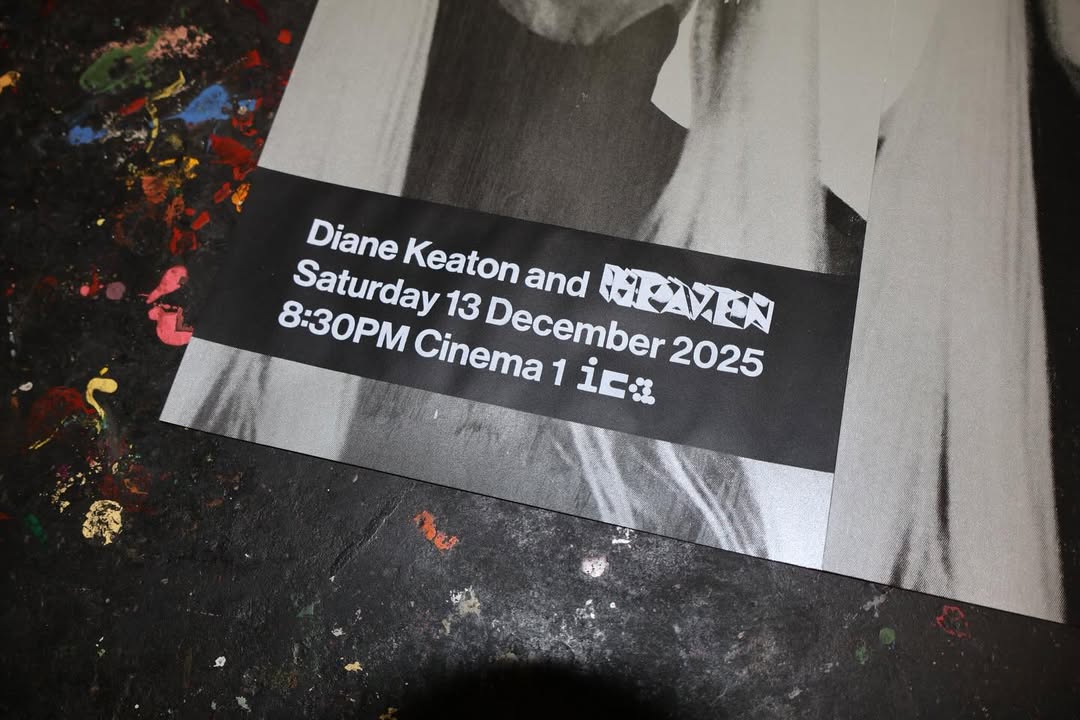 Diane Keaton and HEAVEN
Saturday 13 December 2025
8:30PM Cinema 1 ica